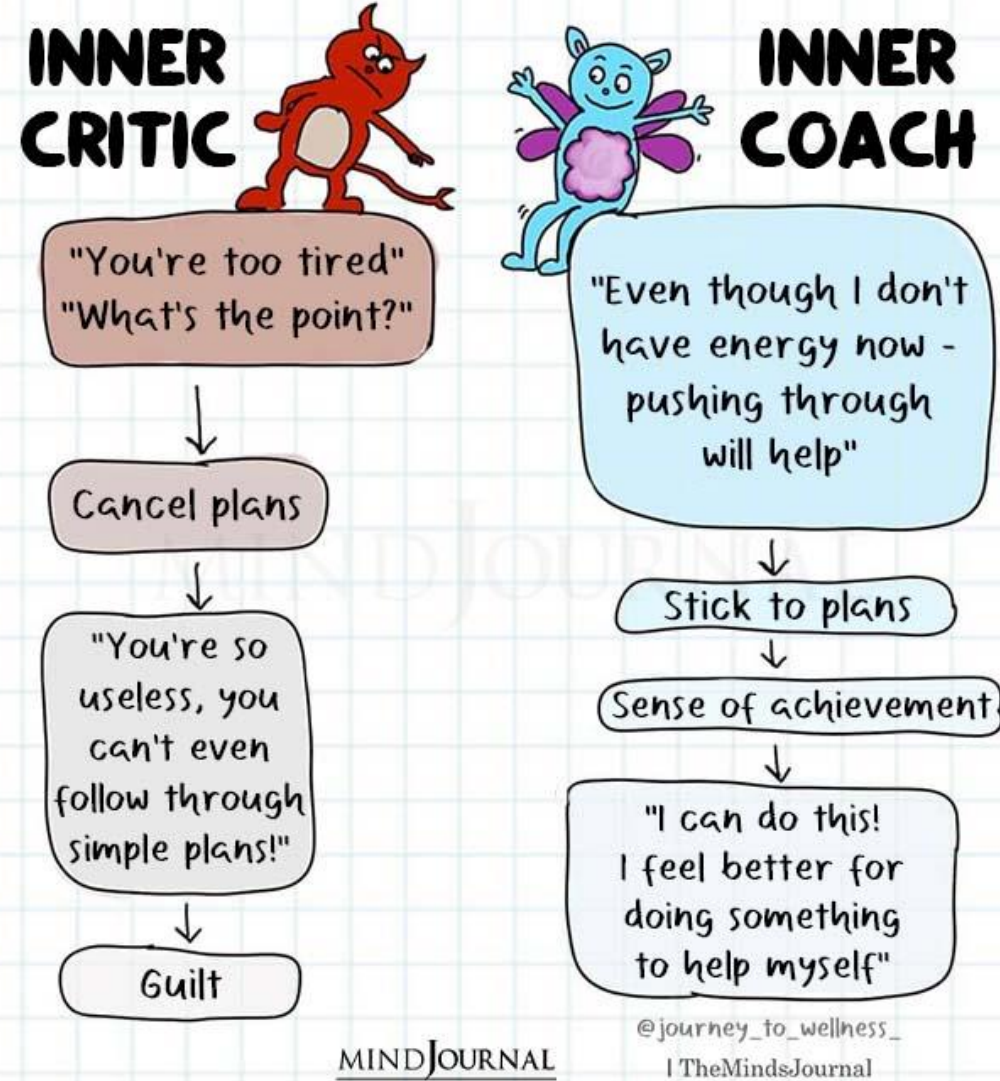 INNER
CRITIC
"You're too tired"
"What's the point?"
Cancel plans
"You're so
useless, you
can't even
follow through
simple plans!"
Guilt
INNER
COACH
"Even though I don't
have energy now -
pushing through
will help"
Stick to plans
Sense of achievement
"I can do this!
I feel better for
doing something
to help myself"
@journey_to_wellness_
| TheMindsJournal
MINDJOURNAL
MINDJOURNAL